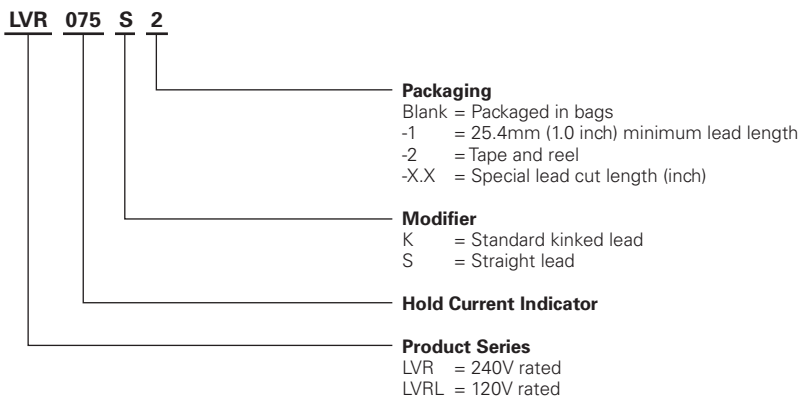 LVR 075 S 2
Packaging
Blank = Packaged in bags
-1 = 25.4mm (1.0 inch) minimum lead length
-2 = Tape and reel
-X.X = Special lead cut length (inch)
Modifier
K = Standard kinked lead
S = Straight lead
Hold Current Indicator
Product Series
LVR = 240V rated
LVRL = 120V rated